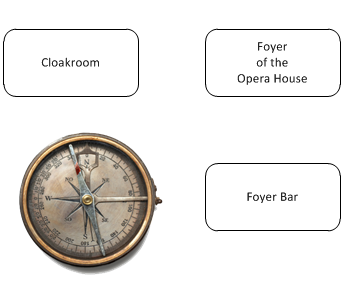 Cloakroom
Foyer
of the
Opera House
Foyer Bar
N
W
S